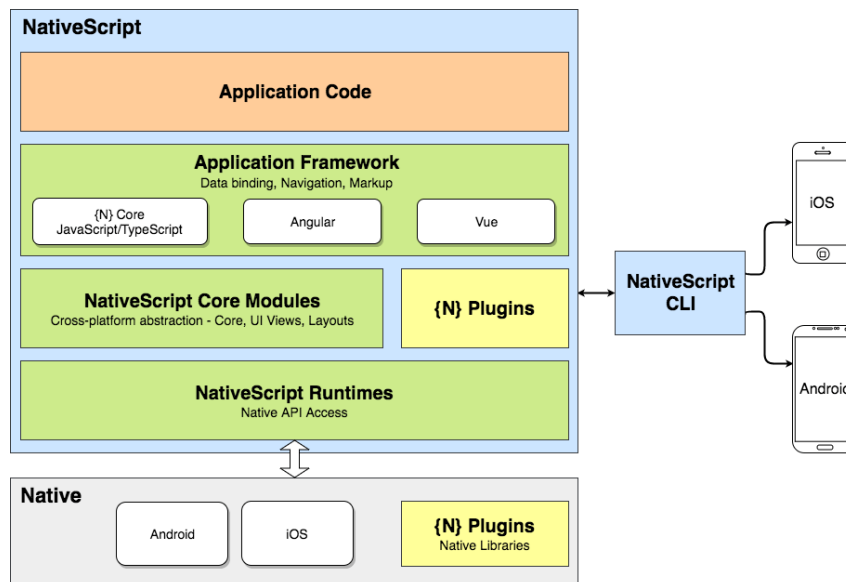 NativeScript
Application Code
Application Framework
Data binding, Navigation, Markup
{N} Core
JavaScript/TypeScript
Angular
Vue
NativeScript Core Modules
Cross-platform abstraction - Core, UI Views, Layouts
{N} Plugins
NativeScript Runtimes
Native API Access
NativeScript
CLI
iOS
Android
Native
Android
iOS
{N} Plugins
Native Libraries